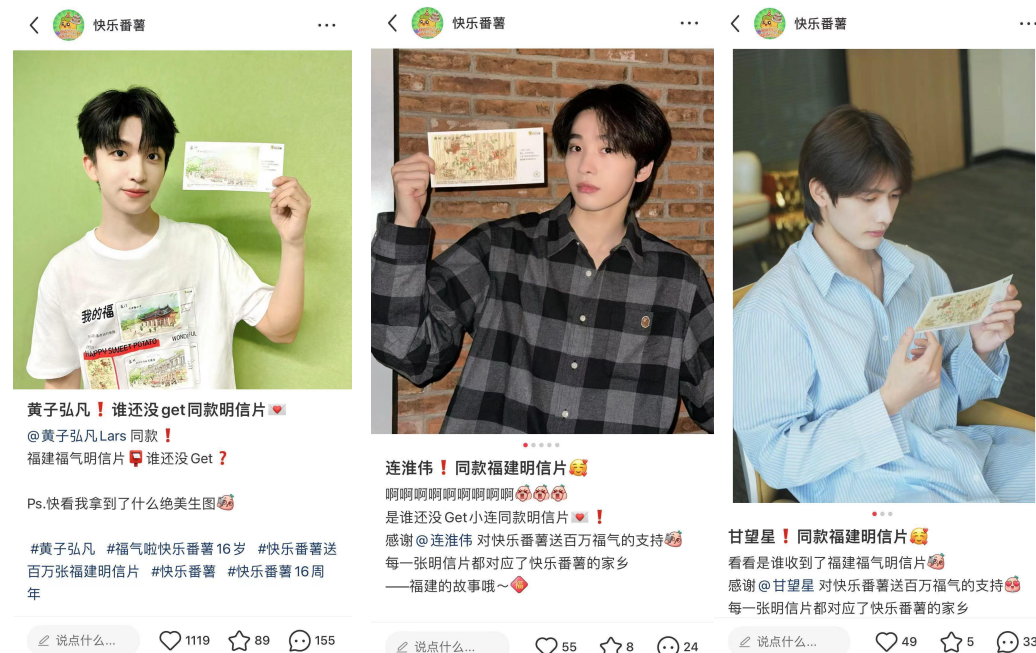 快乐番薯
我的福
HAPPY SWEET POTATO
WONDERFUL
黄子弘凡❗谁还没get同款明信片💌
@黄子弘凡Lars 同款❗
福建福气明信片📮谁还没Get❓
Ps.快看我拿到了什么绝美生图
#黄子弘凡 #福气啦快乐番薯16岁 #快乐番薯送
百万张福建明信片 #快乐番薯 #快乐番薯16周
年
说点什么...
1119
89
155
快乐番薯
连淮伟❗同款福建明信片🥰
啊啊啊啊啊啊啊啊啊
是谁还没Get小连同款明信片💌❗
感谢@连淮伟 对快乐番薯送百万福气的支持
每一张明信片都对应了快乐番薯的家乡
——福建的故事哦～福
说点什么...
55
8
24
快乐番薯
甘望星❗同款福建明信片🥰
看看是谁收到了福建福气明信片
感谢@甘望星 对快乐番薯送百万福气的支持
每一张明信片都对应了快乐番薯的家乡
说点什么...
49
5
33